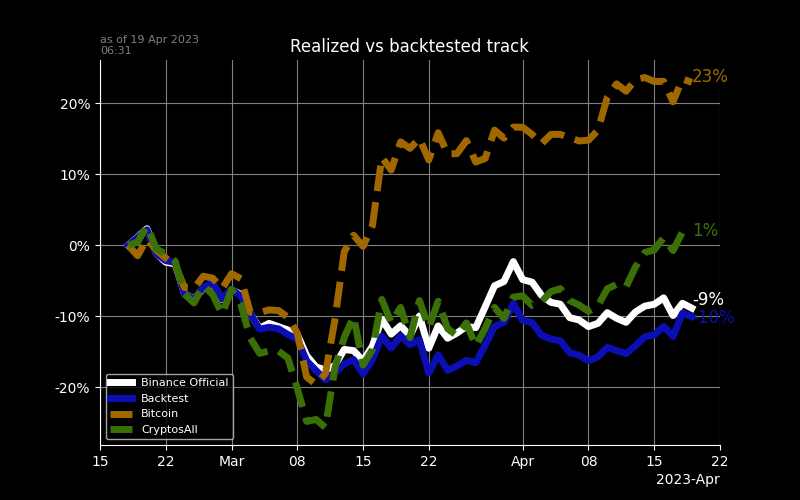 as of 19 Apr 2023
06:31
Realized vs backtested track
23%
20%
10%
1%
0%
-9%
-10%
-10%
-20%
Binance Official
Backtest
Bitcoin
CryptosAll
15 22 Mar 08 15 22 Apr 08 15 22
2023-Apr